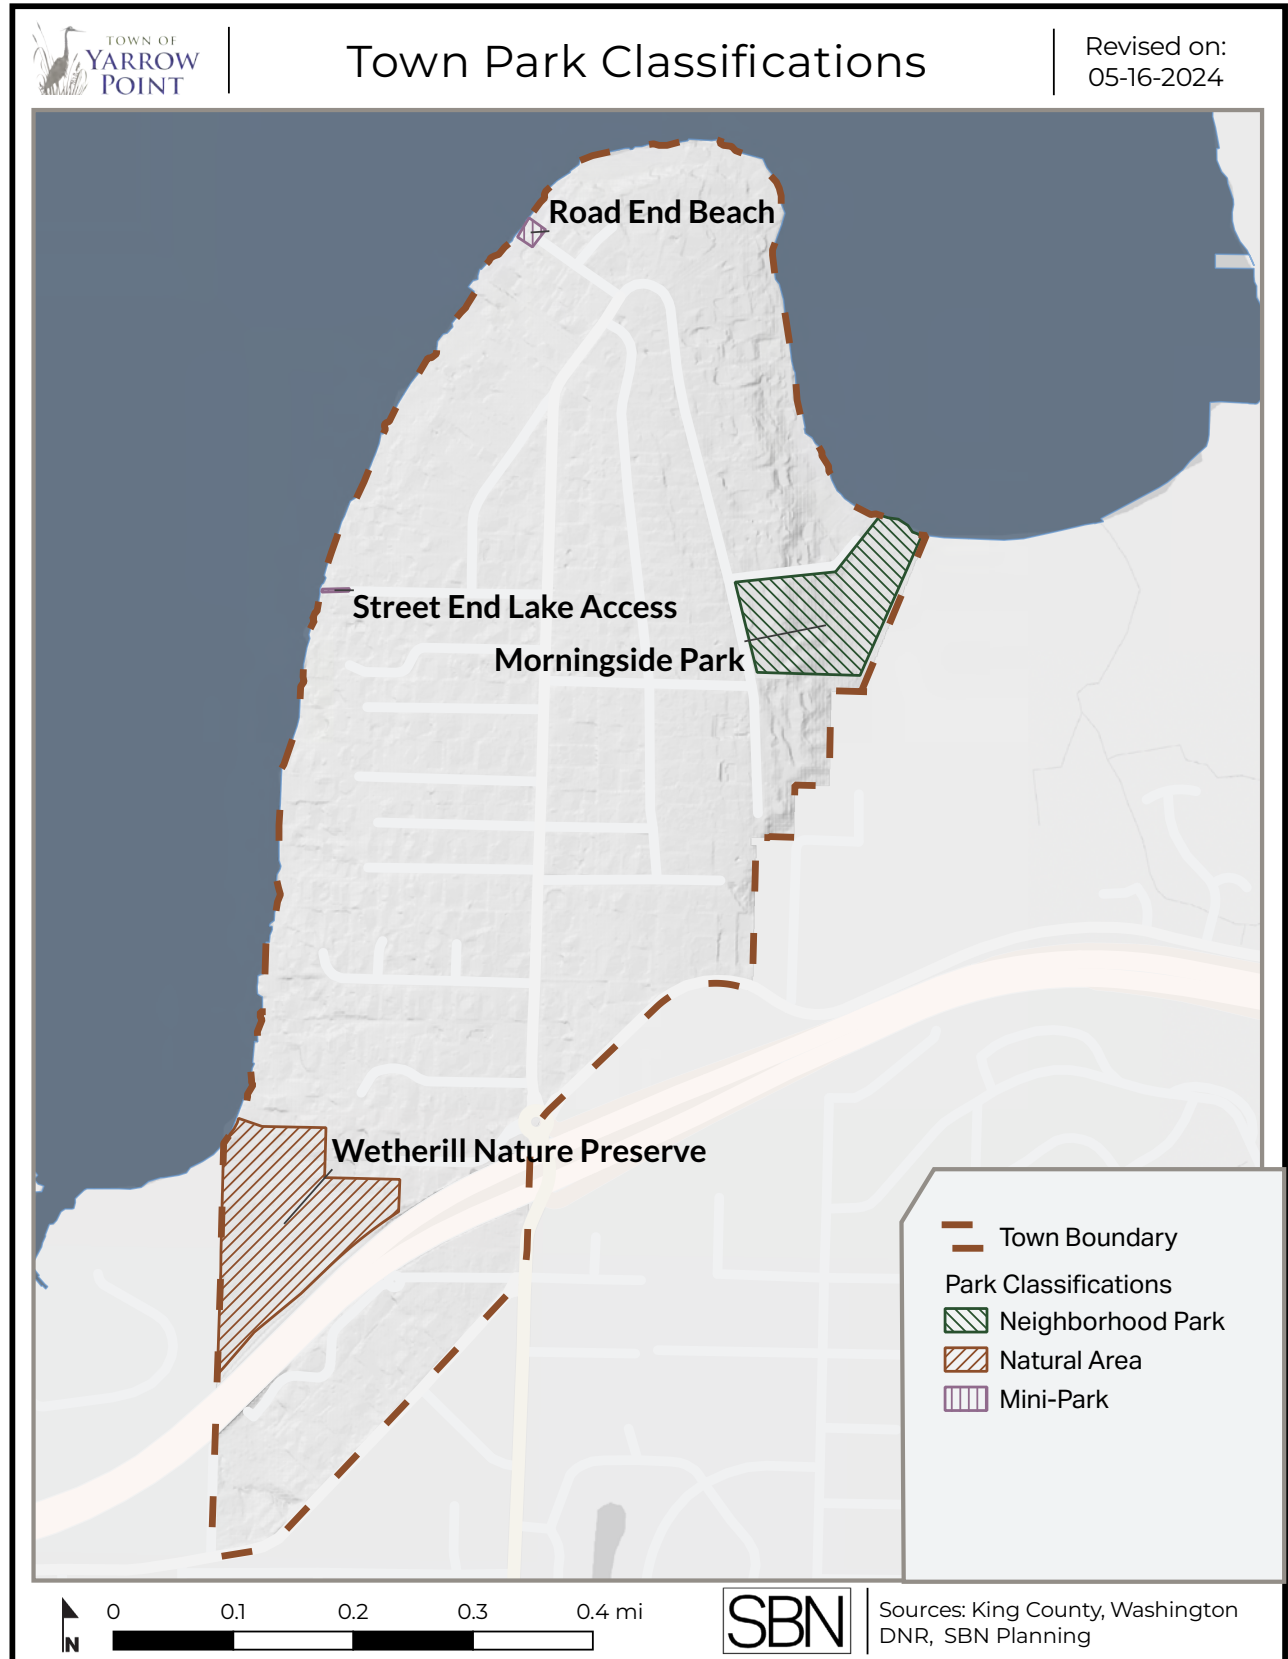 TOWN OF
YARROW
POINT
Town Park Classifications
Revised on:
05-16-2024
Road End Beach
Street End Lake Access
Morningside Park
Wetherill Nature Preserve
Town Boundary
Park Classifications
Neighborhood Park
Natural Area
Mini-Park
N
0 0.1 0.2 0.3 0.4 mi
SBN
Sources: King County, Washington
DNR, SBN Planning